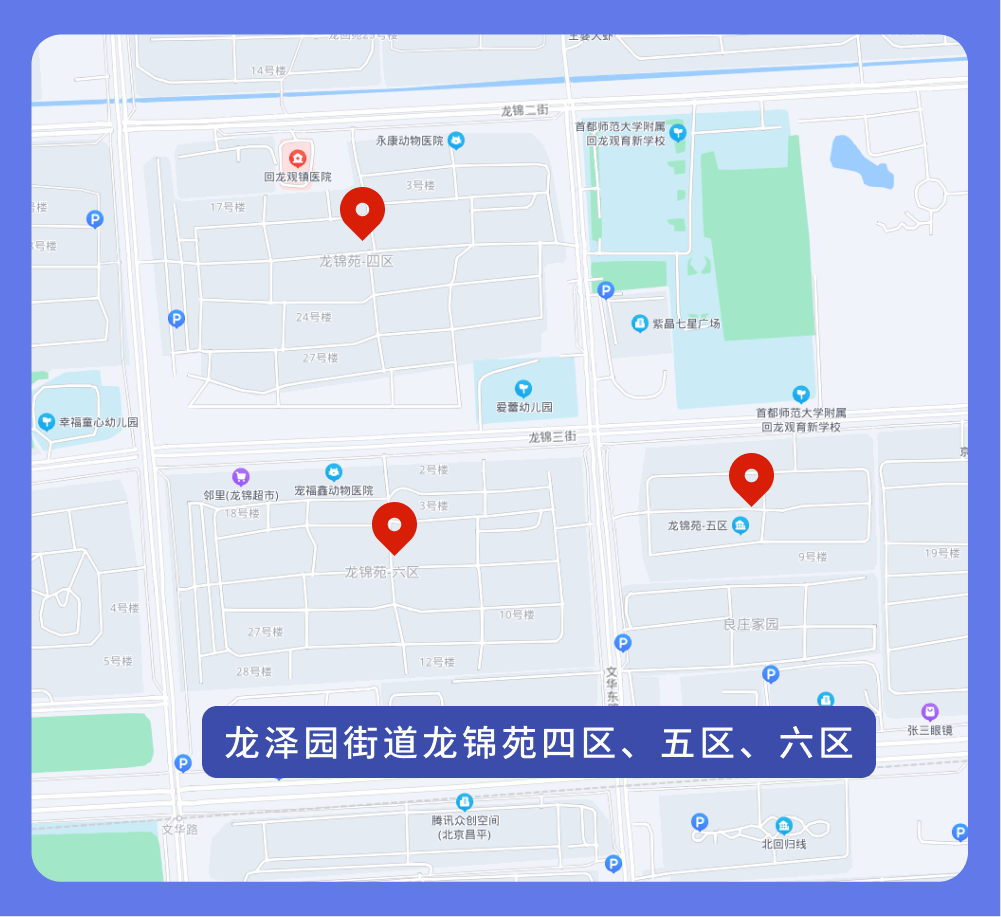 14号楼
龙锦二街
永康动物医院
首都师范大学附属
回龙观育新学校
回龙观镇医院
3号楼
17号楼
龙锦苑-四区
24号楼
27号楼
紫晶七星广场
爱蕾幼儿园
幸福童心幼儿园
首都师范大学附属
回龙观育新学校
龙锦三街
2号楼
邻里(龙锦超市)
宠福鑫动物医院
18号楼
3号楼
龙锦苑-五区
9号楼
19号楼
龙锦苑-六区
4号楼
10号楼
27号楼
良庄家园
5号楼
12号楼
28号楼
文华东
张三眼镜
龙泽园街道龙锦苑四区、五区、六区
文华路
腾讯众创空间
(北京昌平)
北回归线
P
P
P
P
P
P
P
P
P